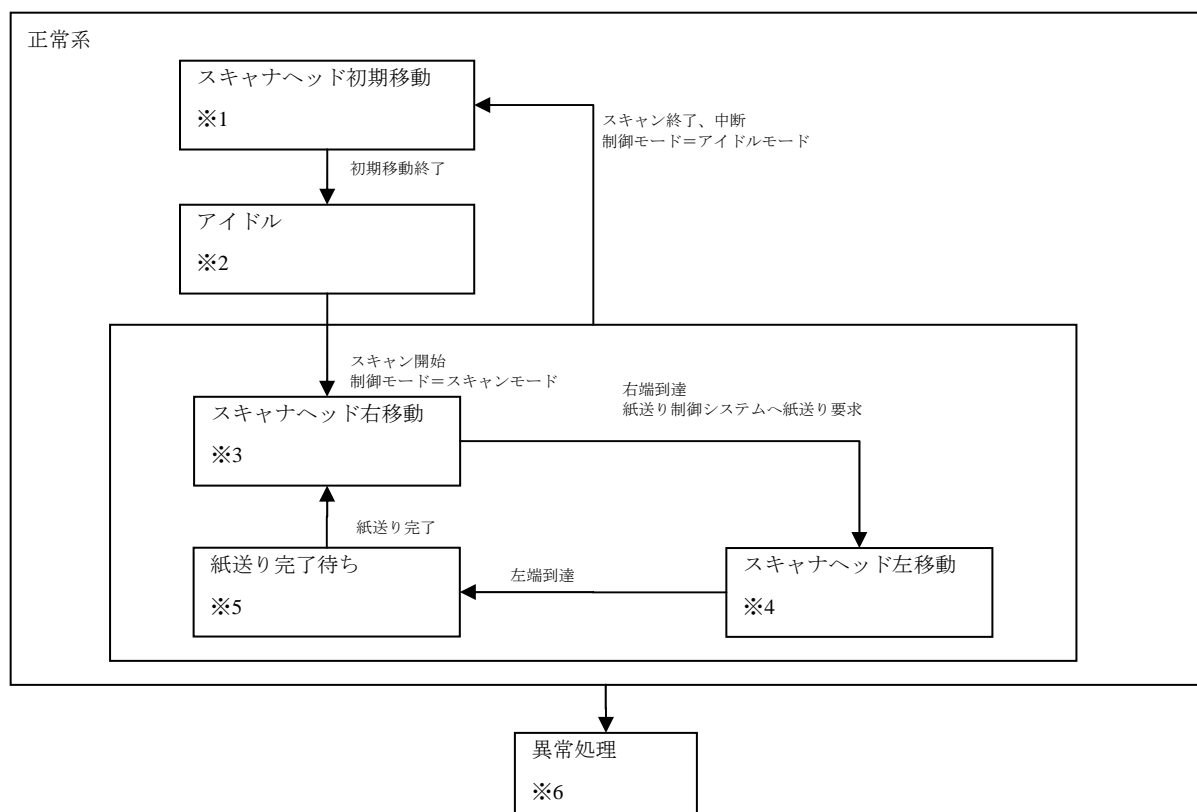 正常系
スキャナヘッド初期移動
※1
スキャン終了、中断
制御モード＝アイドルモード
初期移動終了
アイドル
※2
スキャン開始
制御モード＝スキャンモード
右端到達
紙送り制御システムへ紙送り要求
スキャナヘッド右移動
※3
紙送り完了
紙送り完了待ち
※5
左端到達
スキャナヘッド左移動
※4
異常処理
※6